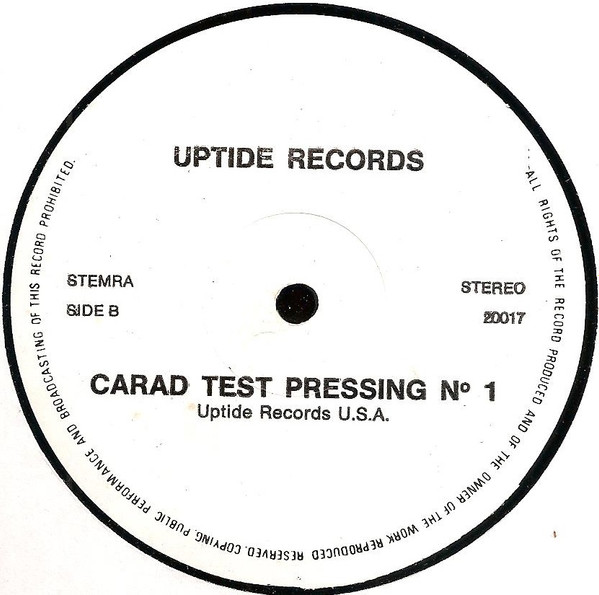 UPTIDE RECORDS
STEMRA
SIDE B
STEREO
20017
CARAD TEST PRESSING Nº 1
Uptide Records U.S.A.
ALL RIGHTS OF THE RECORD PRODUCED AND OF THE OWNER OF THE WORK REPRODUCED RESERVED. COPYING, PUBLIC PERFORMANCE AND BROADCASTING OF THIS RECORD PROHIBITED.